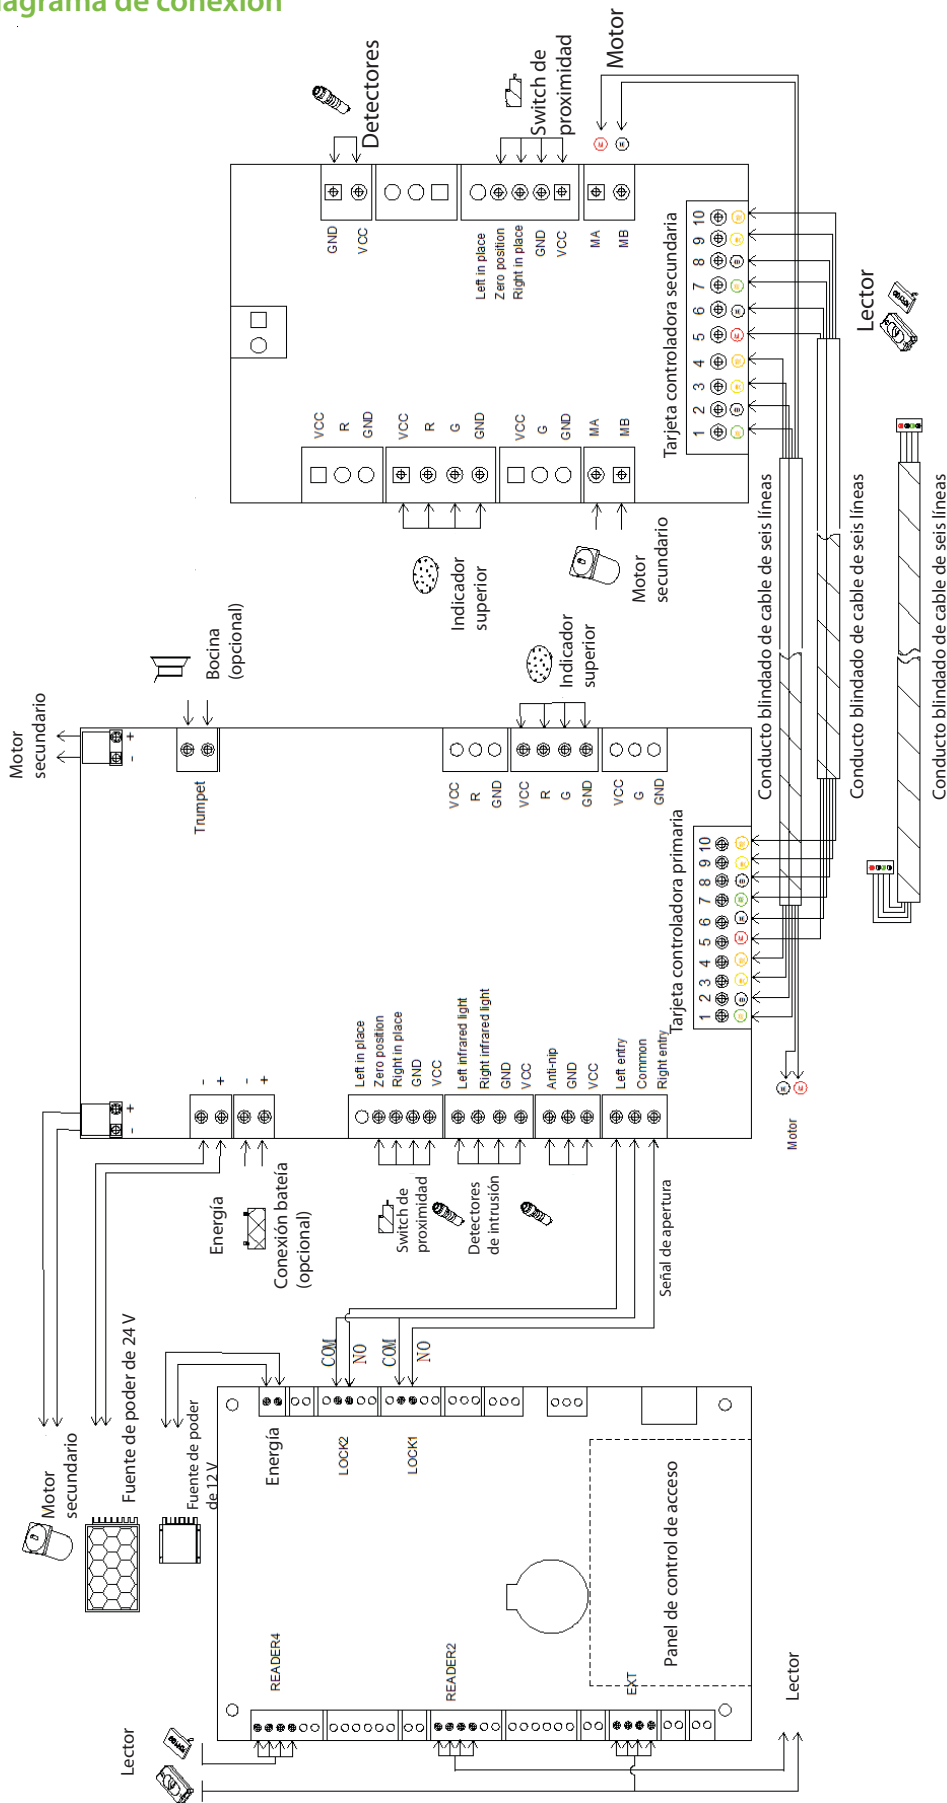 iagrama de conexión
Detectores
Switch de
proximidad
Motor
GND
VCC
Left in place
Zero position
Right in place
GND
VCC
MA
MB
VCC
R
GND
VCC
R
G
GND
VCC
G
GND
MA
MB
Tarjeta controladora secundaria
1 2 3 4 5 6 7 8 9 10
Indicador
superior
Motor
secundario
Lector
Conducto blindado de cable de seis líneas
Conducto blindado de cable de seis líneas
Conducto blindado de cable de seis líneas
Motor
secundario
+
-
Bocina
(opcional)
Trumpet
Indicador
superior
VCC
R
GND
VCC
R
G
GND
VCC
G
GND
Tarjeta controladora primaria
1 2 3 4 5 6 7 8 9 10
+
-
-
+
-
+
Left in place
Zero position
Right in place
GND
VCC
Left infrared light
Right infrared light
GND
VCC
Anti-nip
GND
VCC
Left entry
Common
Right entry
Motor
Energía
Conexión bateía
(opcional)
Switch de
proximidad
Detectores
de intrusión
Señal de apertura
COM
NO
COM
NO
Motor
secundario
Fuente de poder de 24 V
Fuente de poder
de 12 V
Energía
LOCK2
LOCK1
Panel de control de acceso
READER4
READER2
EXT
Lector
Lector